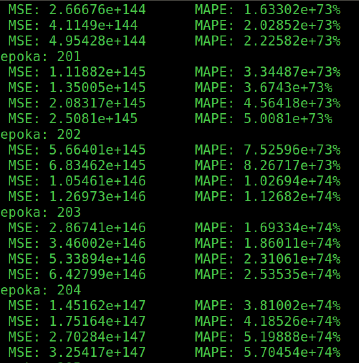 MSE: 2.66676e+144 MAPE: 1.63302e+73%
MSE: 4.1149e+144 MAPE: 2.02852e+73%
MSE: 4.95428e+144 MAPE: 2.22582e+73%
epoka: 201
MSE: 1.11882e+145 MAPE: 3.34487e+73%
MSE: 1.35005e+145 MAPE: 3.6743e+73%
MSE: 2.08317e+145 MAPE: 4.56418e+73%
MSE: 2.5081e+145 MAPE: 5.0081e+73%
epoka: 202
MSE: 5.66401e+145 MAPE: 7.52596e+73%
MSE: 6.83462e+145 MAPE: 8.26717e+73%
MSE: 1.05461e+146 MAPE: 1.02694e+74%
MSE: 1.26973e+146 MAPE: 1.12682e+74%
epoka: 203
MSE: 2.86741e+146 MAPE: 1.69334e+74%
MSE: 3.46002e+146 MAPE: 1.86011e+74%
MSE: 5.33894e+146 MAPE: 2.31061e+74%
MSE: 6.42799e+146 MAPE: 2.53535e+74%
epoka: 204
MSE: 1.45162e+147 MAPE: 3.81002e+74%
MSE: 1.75164e+147 MAPE: 4.18526e+74%
MSE: 2.70284e+147 MAPE: 5.19888e+74%
MSE: 3.25417e+147 MAPE: 5.70454e+74%